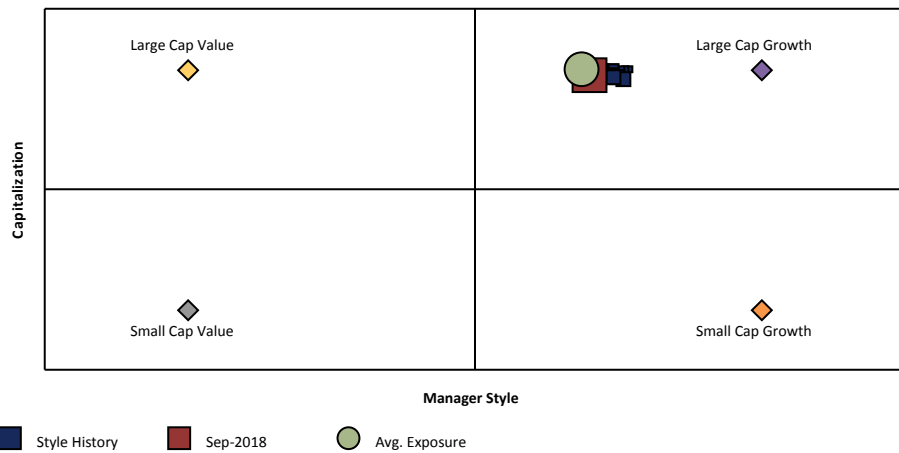 Large Cap Value
Large Cap Growth
Capitalization
Small Cap Value
Small Cap Growth
Manager Style
Style History
Sep-2018
Avg. Exposure